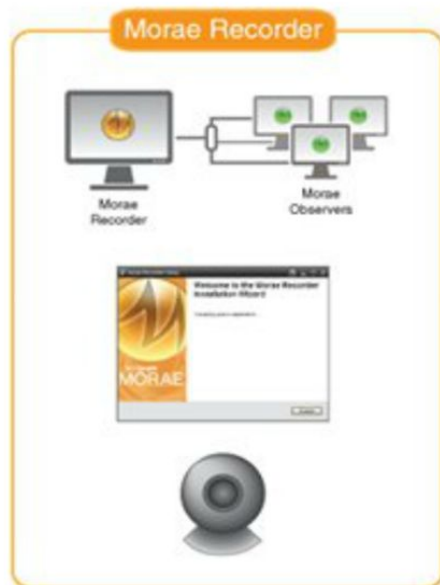 Morae Recorder
Morae
Recorder
Morae
Observers
Welcome to the Morae Recorder
Installation Wizard
MORAE